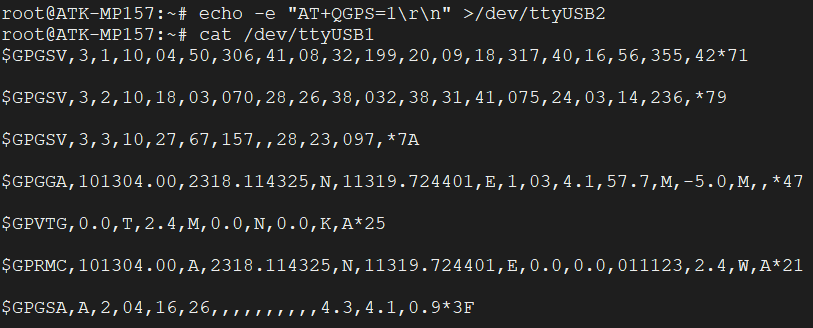 root@ATK-MP157:~# echo -e "AT+QGPS=1\r\n" >/dev/ttyUSB2
root@ATK-MP157:~# cat /dev/ttyUSB1
$GPGSV,3,1,10,04,50,306,41,08,32,199,20,09,18,317,40,16,56,355,42*71
$GPGSV,3,2,10,18,03,070,28,26,38,032,38,31,41,075,24,03,14,236,*79
$GPGSV,3,3,10,27,67,157,,28,23,097,*7A
$GPGGA,101304.00,2318.114325,N,11319.724401,E,1,03,4.1,57.7,M,-5.0,M,,*47
$GPVTG,0.0,T,2.4,M,0.0,N,0.0,K,A*25
$GPRMC,101304.00,A,2318.114325,N,11319.724401,E,0.0,0.0,011123,2.4,W,A*21
$GPGSA,A,2,04,16,26,,,,,,,,,,4.3,4.1,0.9*3F